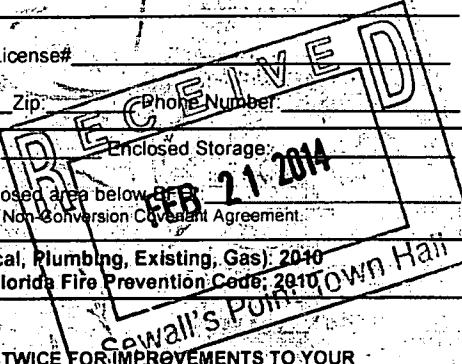 License#
Zip: Phone Number:
RECEIVED
Enclosed Storage:
FEB 21 2014
osed area below BFE:
Non-Conversion Covenant Agreement.
cal, Plumbing, Existing, Gas): 2010
lorida Fire Prevention Code: 2010
Sewall's Point Town Hall
TWICE FOR IMPROVEMENTS TO YOUR